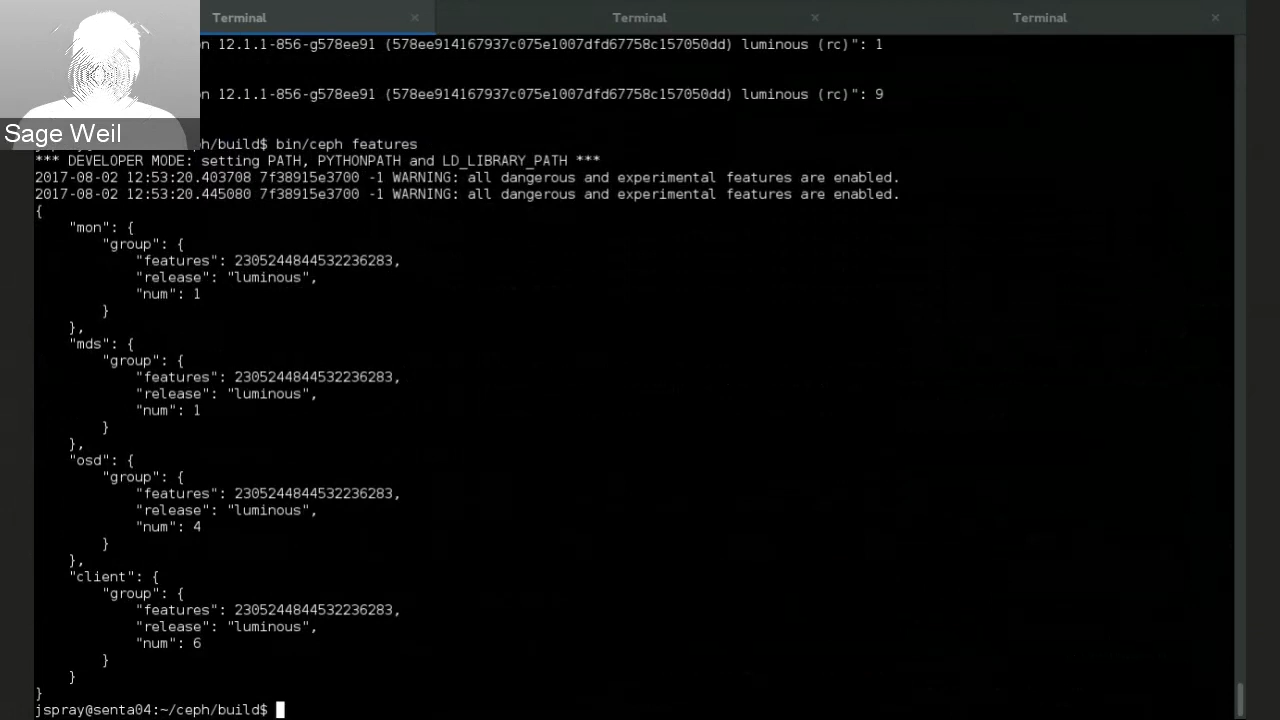 Terminal × Terminal × Terminal ×
on 12.1.1-856-g578ee91 (578ee914167937c075e1007dfd67758c157050dd) luminous (rc)": 1
on 12.1.1-856-g578ee91 (578ee914167937c075e1007dfd67758c157050dd) luminous (rc)": 9
Sage Weil
ceph/build$ bin/ceph features
*** DEVELOPER MODE: setting PATH, PYTHONPATH and LD_LIBRARY_PATH ***
2017-08-02 12:53:20.403708 7f38915e3700 -1 WARNING: all dangerous and experimental features are enabled.
2017-08-02 12:53:20.445080 7f38915e3700 -1 WARNING: all dangerous and experimental features are enabled.
{
    "mon": {
        "group": {
            "features": 2305244844532236283,
            "release": "luminous",
            "num": 1
        }
    },
    "mds": {
        "group": {
            "features": 2305244844532236283,
            "release": "luminous",
            "num": 1
        }
    },
    "osd": {
        "group": {
            "features": 2305244844532236283,
            "release": "luminous",
            "num": 4
        }
    },
    "client": {
        "group": {
            "features": 2305244844532236283,
            "release": "luminous",
            "num": 6
        }
    }
}
jspray@senta04:~/ceph/build$